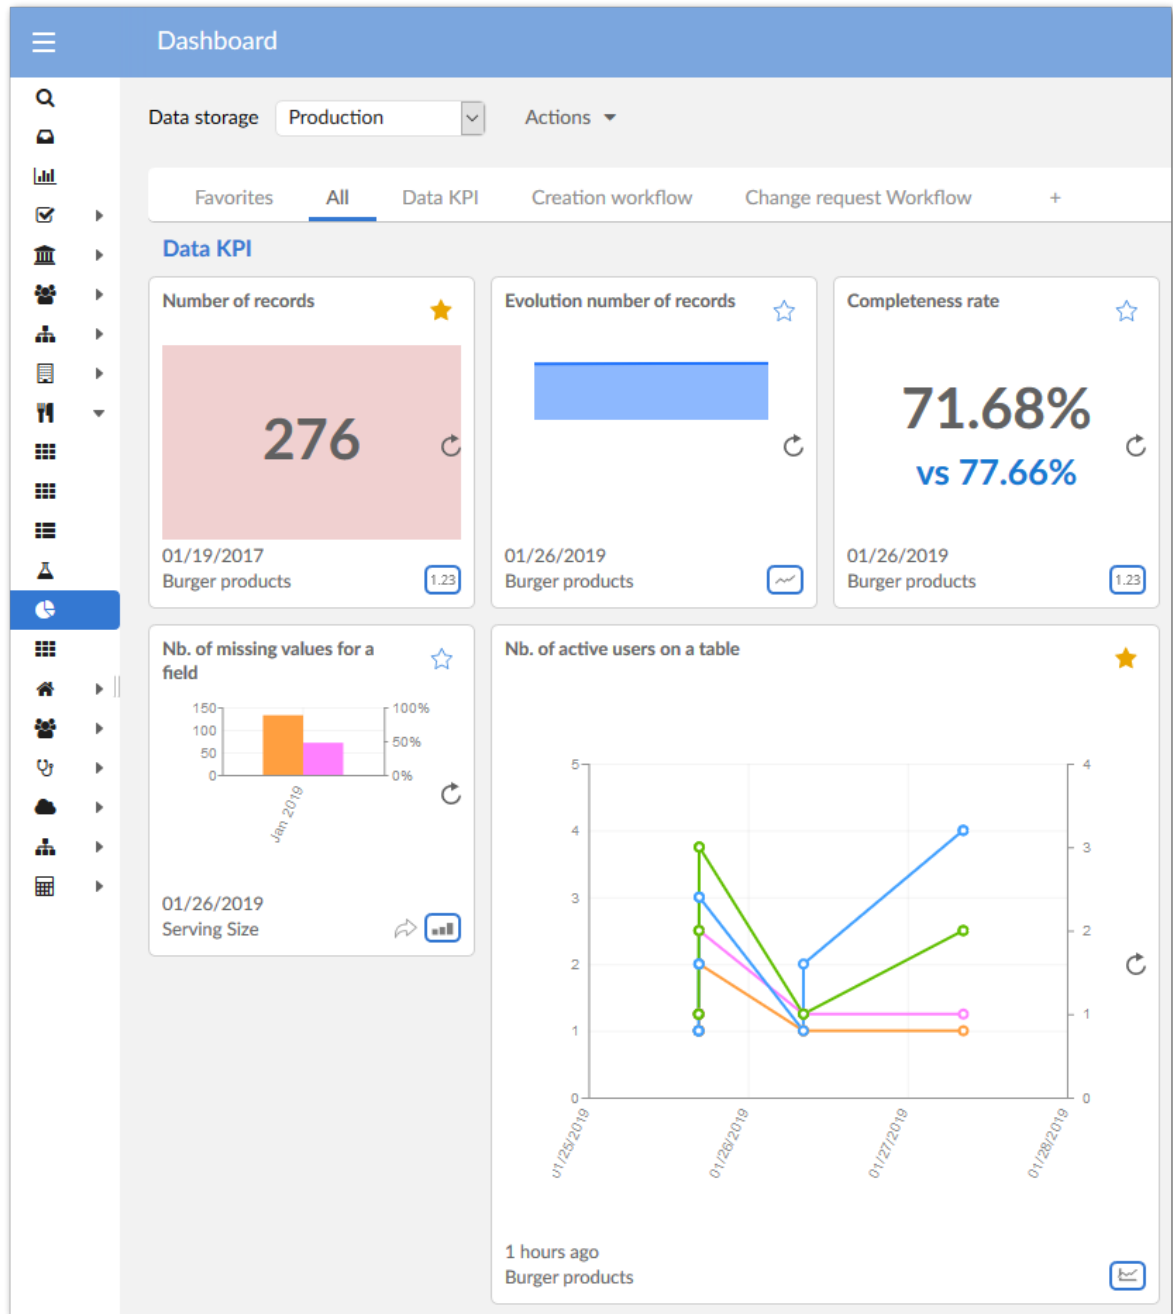 Dashboard
Data storage Production Actions
Favorites All Data KPI Creation workflow Change request Workflow +
Data KPI
Number of records
276
01/19/2017
Burger products
1.23
Evolution number of records
01/26/2019
Burger products
Completeness rate
71.68%
vs 77.66%
01/26/2019
Burger products
1.23
Nb. of missing values for a
field
150 100%
100
50 50%
0 0%
Jan 2019
01/26/2019
Serving Size
Nb. of active users on a table
5 4
4
3
3
2
2
1
1
0 0
01/25/2019 01/26/2019 01/27/2019 01/28/2019
1 hours ago
Burger products